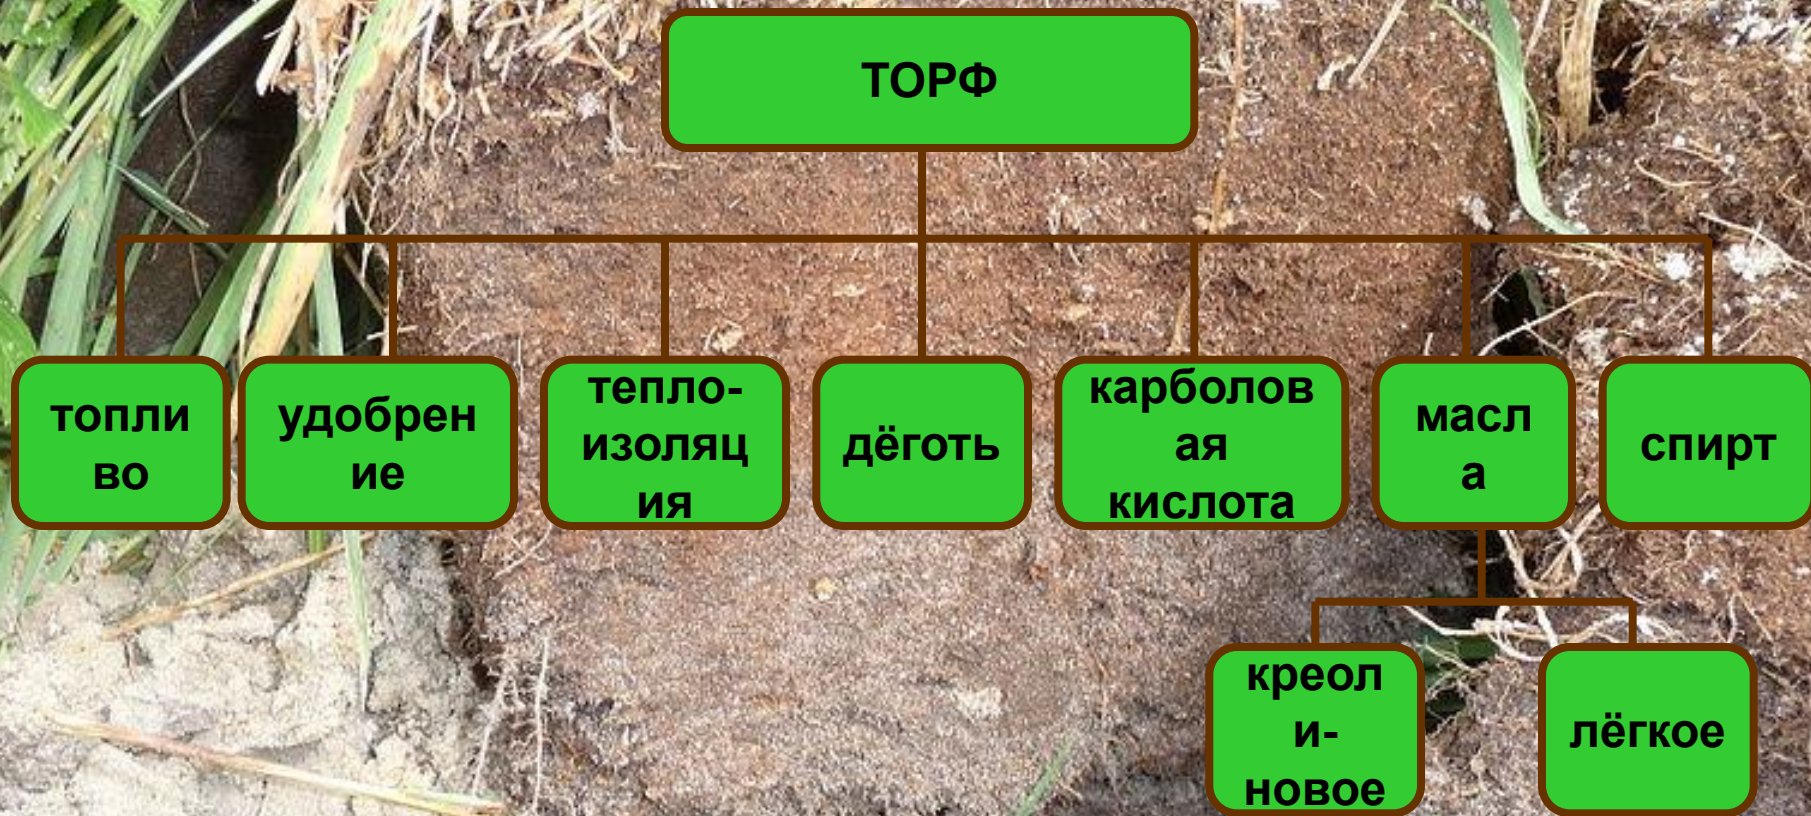 ТОРФ
топли
во
удобрен
ие
тепло-
изоляц
ия
дёготь
карболов
ая
кислота
масл
а
спирт
креол
и-
новое
лёгкое